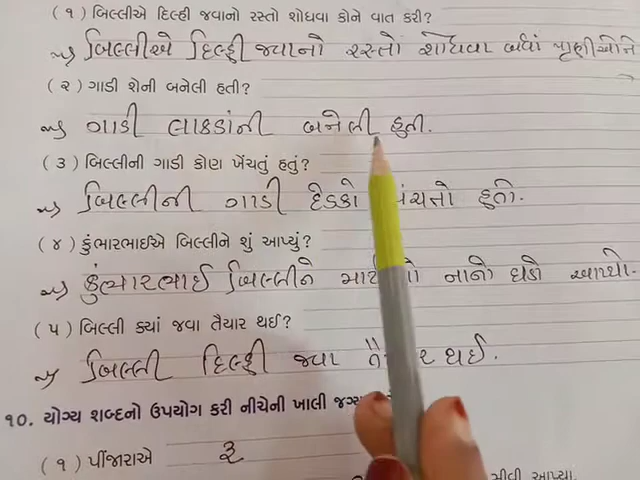 (૧) બિલ્લીએ દિલ્હી જવાનો રસ્તો શોધવા કોને વાત કરી?
બિલ્લીએ દિલ્હી જવાનો રસ્તો શોધવા બધાં
(૨) ગાડી શેની બનેલી હતી?
ગાડી લાકડાંની બનેલી હતી.
(૩) બિલ્લીની ગાડી કોણ ખેંચતું હતું?
બિલ્લીની ગાડી દેડકો હતો.
(૪) કુંભારભાઈએ બિલ્લીને શું આપ્યું?
કુંભારભાઈ બિલ્લીને નાનો ઘડો આપ્યો.
(૫) બિલ્લી ક્યાં જવા તૈયાર થઈ?
બિલ્લી દિલ્હી જવા થઈ.
૧૦. યોગ્ય શબ્દનો ઉપયોગ કરી નીચેની ખાલી
(૧) પીંજારાએ રૂ
આપ્યા.